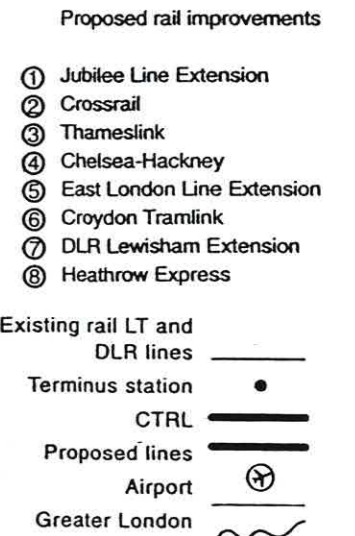 Proposed rail improvements
① Jubilee Line Extension
② Crossrail
③ Thameslink
④ Chelsea-Hackney
⑤ East London Line Extension
⑥ Croydon Tramlink
⑦ DLR Lewisham Extension
⑧ Heathrow Express
Existing rail LT and
DLR lines
Terminus station
CTRL
Proposed lines
Airport
Greater London